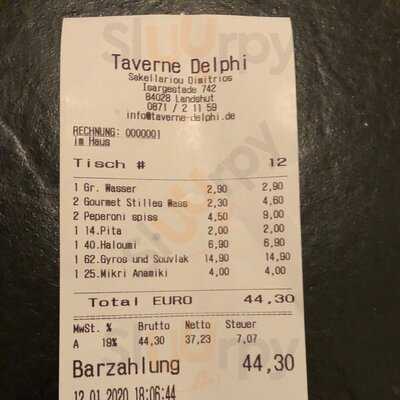 Taverne Delphi
Sakellariou Dimitrios
Isargestade 742
84028 Landshut
0871 / 2 11 59
info@taverne-delphi.de
RECHNUNG: 0000001
im Haus
Tisch # 12
1 Gr. Wasser 2,90 2,90
2 Gourmet Stilles Wass 2,30 4,60
2 Peperoni spiss 4,50 9,00
1 14.Pita 2,00 2,00
1 40.Haloumi 6,90 6,90
1 62.Gyros und Souvlak 14,90 14,90
1 25.Mikri Anamiki 4,00 4,00
Total EURO 44,30
MwSt. % Brutto Netto Steuer
A 19% 44,30 37,23 7,07
Barzahlung 44,30
12.01.2020 18:06:44
Sluurpy
Sluurpy
Sluurpy